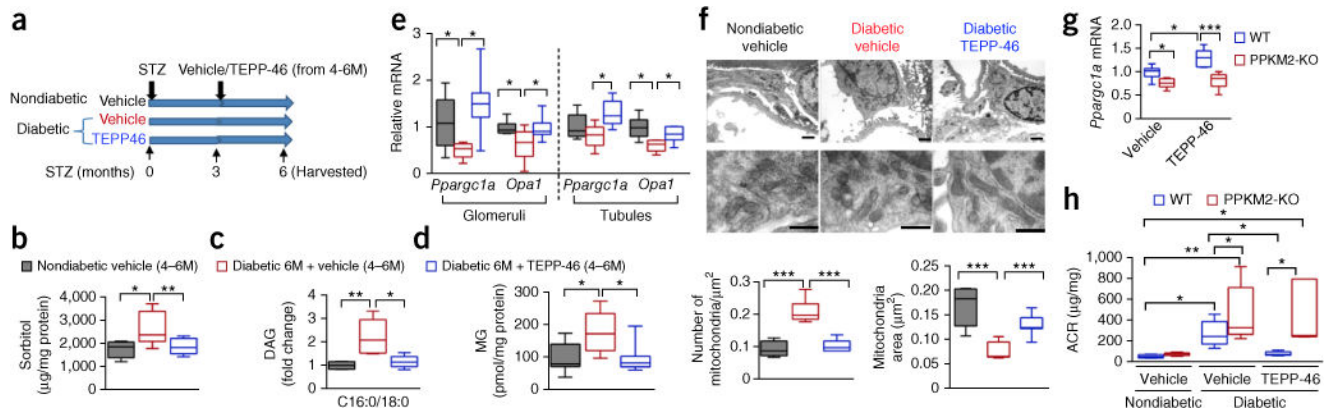 a
STZ Vehicle/TEPP-46 (from 4-6M)
Nondiabetic Vehicle
Diabetic Vehicle
TEPP46
STZ (months) 0 3 6 (Harvested)
e
* * * * * * *
Relative mRNA
3
2
1
0
Ppargc1a Opa1 Ppargc1a Opa1
Glomeruli Tubules
b c d
Nondiabetic vehicle (4–6M) Diabetic 6M + vehicle (4–6M) Diabetic 6M + TEPP-46 (4–6M)
* **
Sorbitol
(μg/mg protein)
4,000
3,000
2,000
1,000
0
** *
DAG
(fold change)
4
3
2
1
0
C16:0/18:0
* *
MG
(pmol/mg protein)
300
200
100
0
f
Nondiabetic
vehicle
Diabetic
vehicle
Diabetic
TEPP-46
*** ***
Number of
mitochondria/μm²
0.4
0.3
0.2
0.1
0
*** ***
Mitochondria
area (μm²)
0.20
0.15
0.10
0.05
0
g
* * ***
WT
PPKM2-KO
Ppargc1a mRNA
2.0
1.5
1.0
0.5
0
Vehicle
TEPP-46
h
WT PPKM2-KO
*
** *
* * *
ACR (μg/mg)
1,000
800
600
400
200
0
Vehicle Vehicle TEPP-46
Nondiabetic Diabetic